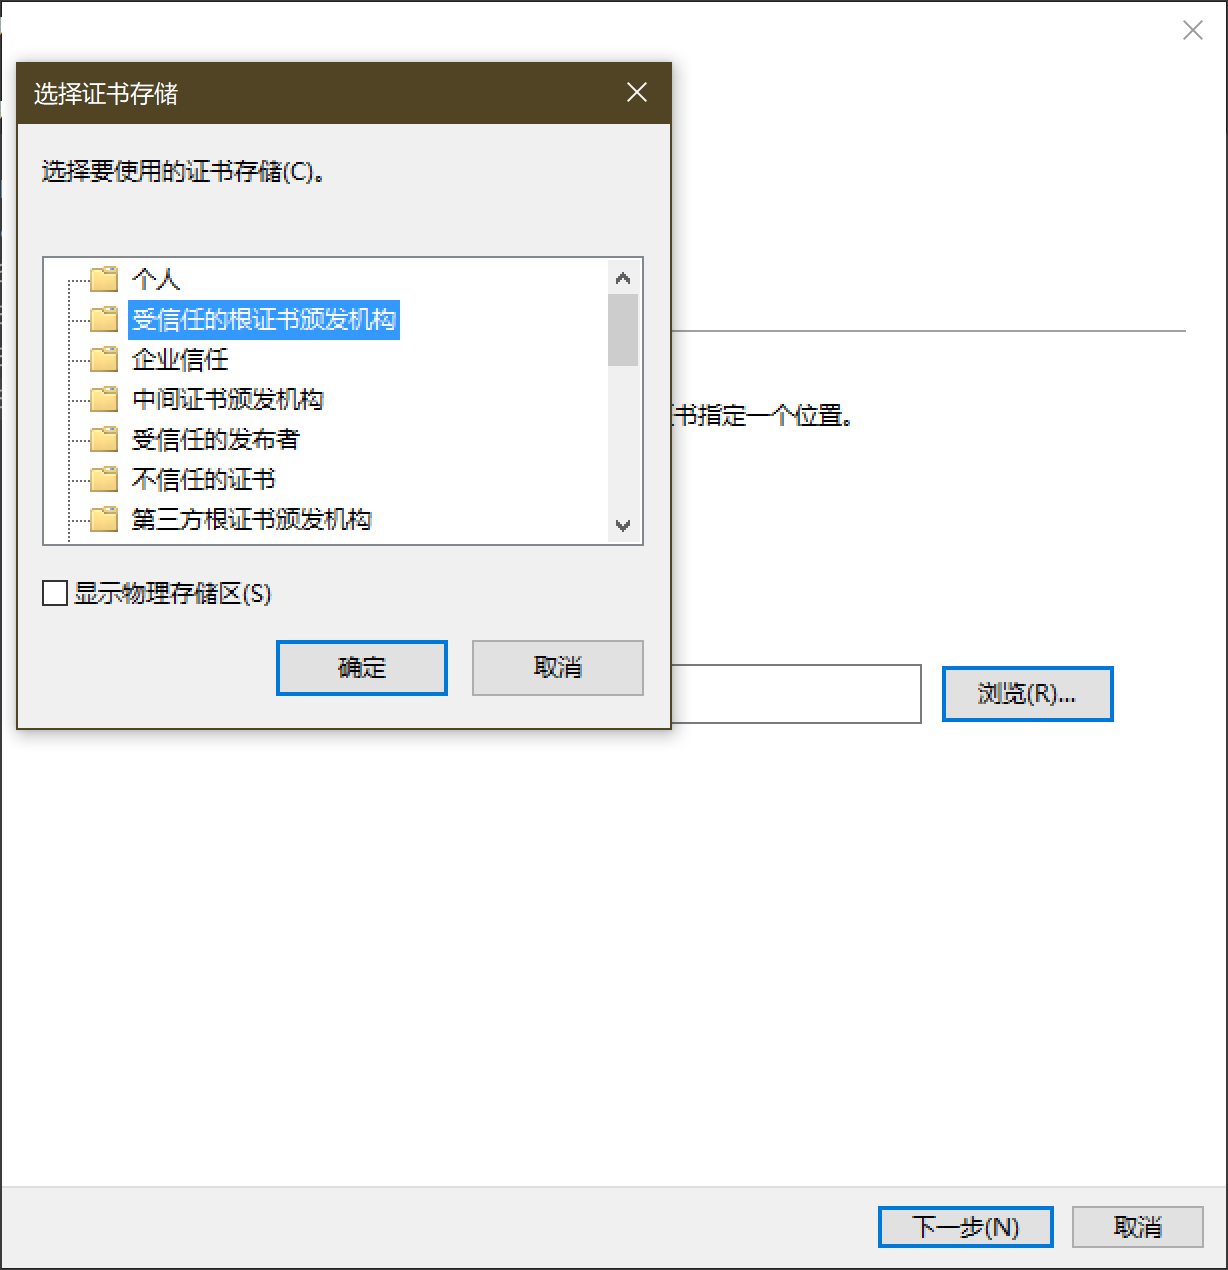 选择证书存储
选择要使用的证书存储(C)。
个人
受信任的根证书颁发机构
企业信任
中间证书颁发机构
书指定一个位置。
受信任的发布者
不信任的证书
第三方根证书颁发机构
显示物理存储区(S)
确定
取消
浏览(R)...
下一步(N)
取消